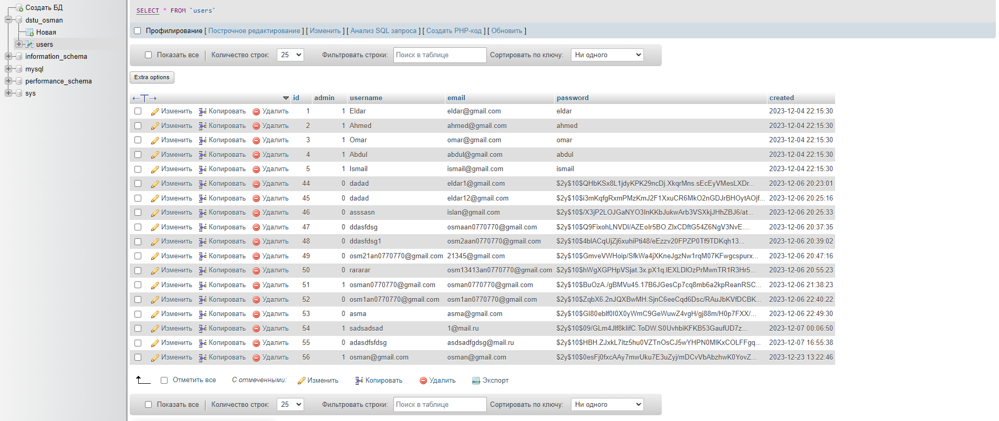 Создать БД
dstu_osman
Новая
users
information_schema
mysql
performance_schema
sys
SELECT * FROM `users`
Профилирование [ Построчное редактирование ] [ Изменить ] [ Анализ SQL запроса ] [ Создать PHP-код ] [ Обновить ]
Показать все Количество строк: 25 Фильтровать строки: Поиск в таблице Сортировать по ключу: Ни одного
Extra options
id admin username email password created
Изменить Копировать Удалить 1 1 Eldar eldar@gmail.com eldar 2023-12-04 22:15:30
Изменить Копировать Удалить 2 1 Ahmed ahmed@gmail.com ahmed 2023-12-04 22:15:30
Изменить Копировать Удалить 3 1 Omar omar@gmail.com omar 2023-12-04 22:15:30
Изменить Копировать Удалить 4 1 Abdul abdul@gmail.com abdul 2023-12-04 22:15:30
Изменить Копировать Удалить 5 1 Ismail ismail@gmail.com ismail 2023-12-04 22:15:30
Изменить Копировать Удалить 44 0 dadad eldar1@gmail.com $2y$10$QHbKSx8L1jdyKPK29ncDj.XkqrMns.sEcEyVMesLXDr... 2023-12-06 20:23:01
Изменить Копировать Удалить 45 0 dadad eldar12@gmail.com $2y$10$i3mKqfgRxmPMzKmJ2F1XxuCR6MkO2nGDJrBHOytAOjf... 2023-12-06 20:25:16
Изменить Копировать Удалить 46 0 asssasn islan@gmail.com $2y$10$/X3jP2LOJGaNYO3InKKbJukwArb3VSXkjJHhZBJ6/at... 2023-12-06 20:25:33
Изменить Копировать Удалить 47 0 ddasfdsg osmaan0770770@gmail.com $2y$10$Q9FixohLNVDl/AZEoIr5BO.ZlxCDftG54Z6NgV3NvE.... 2023-12-06 20:37:35
Изменить Копировать Удалить 48 0 ddasfdsg1 osm2aan0770770@gmail.com $2y$10$4blACqUjZj6xuhiPti48/eEzzv20FPZP0Tf9TDKqh13... 2023-12-06 20:39:02
Изменить Копировать Удалить 49 0 osm21an0770770@gmail.com 21345@gmail.com $2y$10$GmveVWHoip/SfkWa4jXKneJgzNw1rqM07KFwgcspurx... 2023-12-06 20:47:16
Изменить Копировать Удалить 50 0 rararar osm13413an0770770@gmail.com $2y$10$hWgXGPHpVSjat.3x.pX1q.lEXLDlOzPrMwnTR1R3Hr5... 2023-12-06 20:55:23
Изменить Копировать Удалить 51 1 osman0770770@gmail.com osman0770770@gmail.com $2y$10$BuOzA./gBMVu45.17B6JGesCp7cq8mb6a2kpReanRSC... 2023-12-06 21:38:23
Изменить Копировать Удалить 52 0 osm1an0770770@gmail.com osm1an0770770@gmail.com $2y$10$ZqbX6.2nJQXBwMH.SjnC6eeCqd6Dsc/RAuJbKVfDCBK... 2023-12-06 22:40:22
Изменить Копировать Удалить 53 0 asma asma@gmail.com $2y$10$GI80eblf0I0X0yWmC9GeWuwZ4vgH/gj88m/H0p7FXX/... 2023-12-06 22:49:30
Изменить Копировать Удалить 54 1 sadsadsad 1@mail.ru $2y$10$09/GLm4Jlf8klifC.ToDW.S0UvhbiKFKB53GaufUD7z... 2023-12-07 00:06:50
Изменить Копировать Удалить 55 0 adasdfsfdsg asdsadfgdsg@mail.ru $2y$10$HBH.ZJxkL7itz5hu0VZTnOsCJ5wYHPN0MlKxCOLFFgq... 2023-12-07 16:55:38
Изменить Копировать Удалить 56 1 osman@gmail.com osman@gmail.com $2y$10$0esFj0fxcAAy7mwUku7E3uZyj/mDCvVbAbzhwK0YovZ... 2023-12-23 13:22:46
Отметить все С отмеченными: Изменить Копировать Удалить Экспорт
Показать все Количество строк: 25 Фильтровать строки: Поиск в таблице Сортировать по ключу: Ни одного